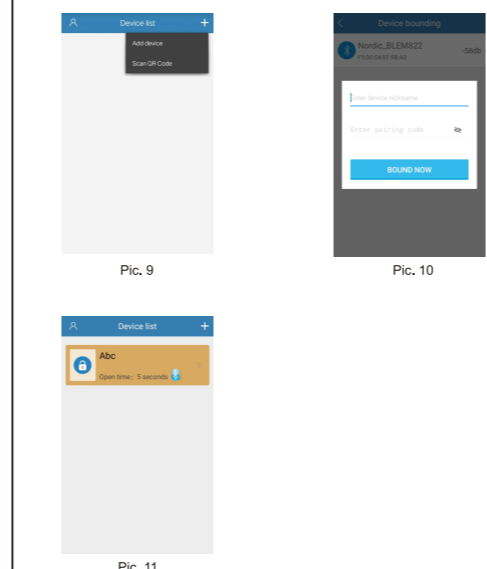 Device list +
Add device
Scan QR Code
Pic. 9
Device bounding
Nordic_BLEM822 -59db
Enter device nickname
Enter pairing code
BOUND NOW
Pic. 10
Device list +
Abc
Open time : 5 seconds
Pic. 11